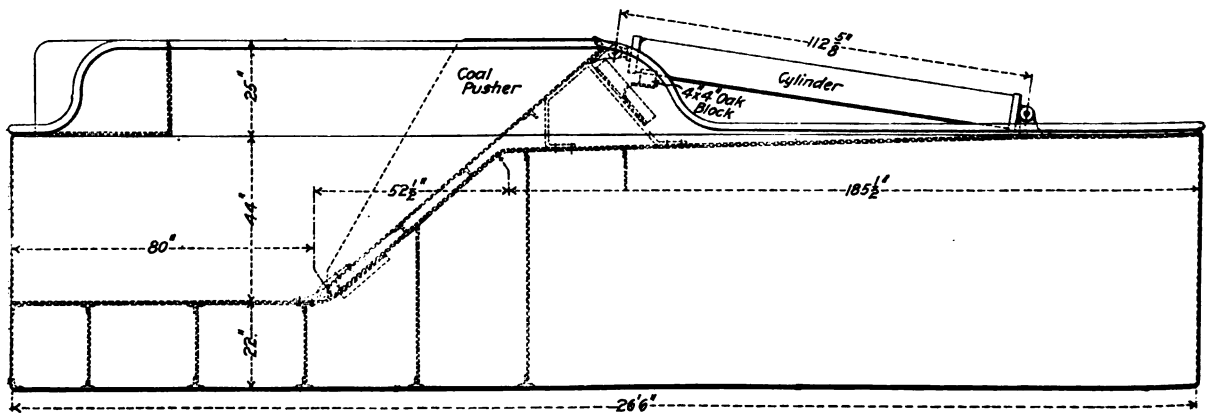 112 5/8"
25"
Coal
Pusher
Cylinder
4"x4" Oak
Block
52 1/2"
185 1/2"
44"
80"
22"
26'6"